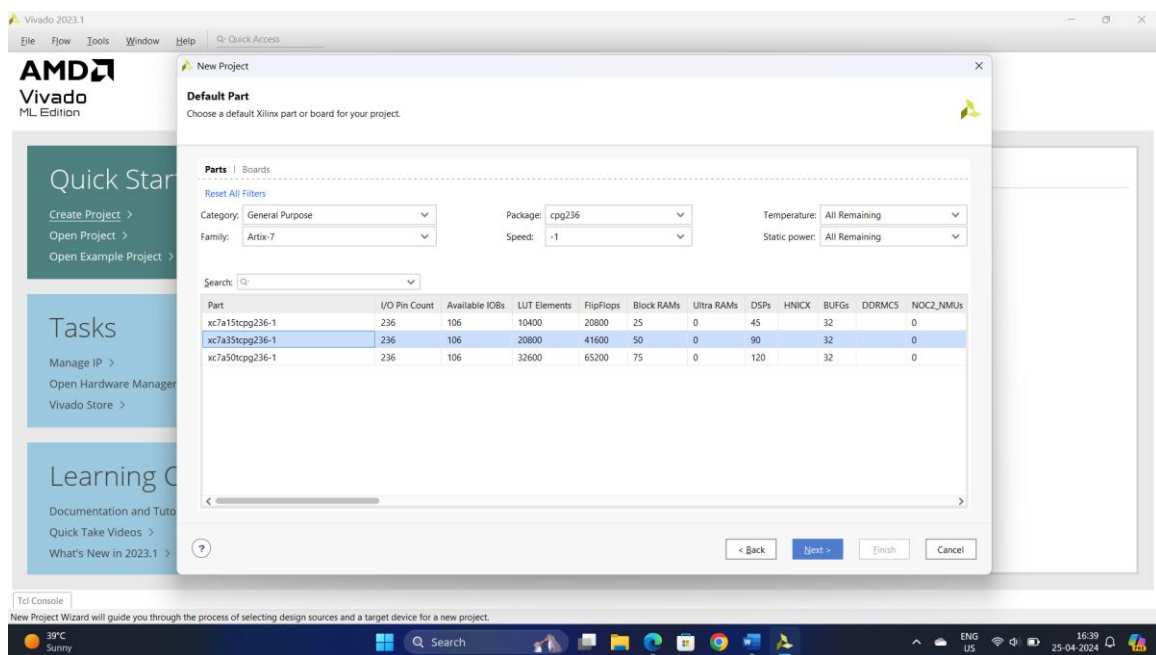 Vivado 2023.1
File Flow Tools Window Help Quick Access
AMD
Vivado
ML Edition
Quick Star
Create Project >
Open Project >
Open Example Project >
Tasks
Manage IP >
Open Hardware Manager
Vivado Store >
Learning C
Documentation and Tuto
Quick Take Videos >
What's New in 2023.1 >
New Project
Default Part
Choose a default Xilinx part or board for your project.
Parts | Boards
Reset All Filters
Category: General Purpose Package: cpg236 Temperature: All Remaining
Family: Artix-7 Speed: -1 Static power: All Remaining
Search:
Part I/O Pin Count Available IOBs LUT Elements FlipFlops Block RAMs Ultra RAMs DSPs HNICX BUFGs DDRMC5 NOC2_NMUs
xc7a15tcpg236-1 236 106 10400 20800 25 0 45 32 0
xc7a35tcpg236-1 236 106 20800 41600 50 0 90 32 0
xc7a50tcpg236-1 236 106 32600 65200 75 0 120 32 0
? < Back Next > Finish Cancel
Tcl Console
New Project Wizard will guide you through the process of selecting design sources and a target device for a new project.
39°C
Sunny
Search
ENG
US
16:39
25-04-2024